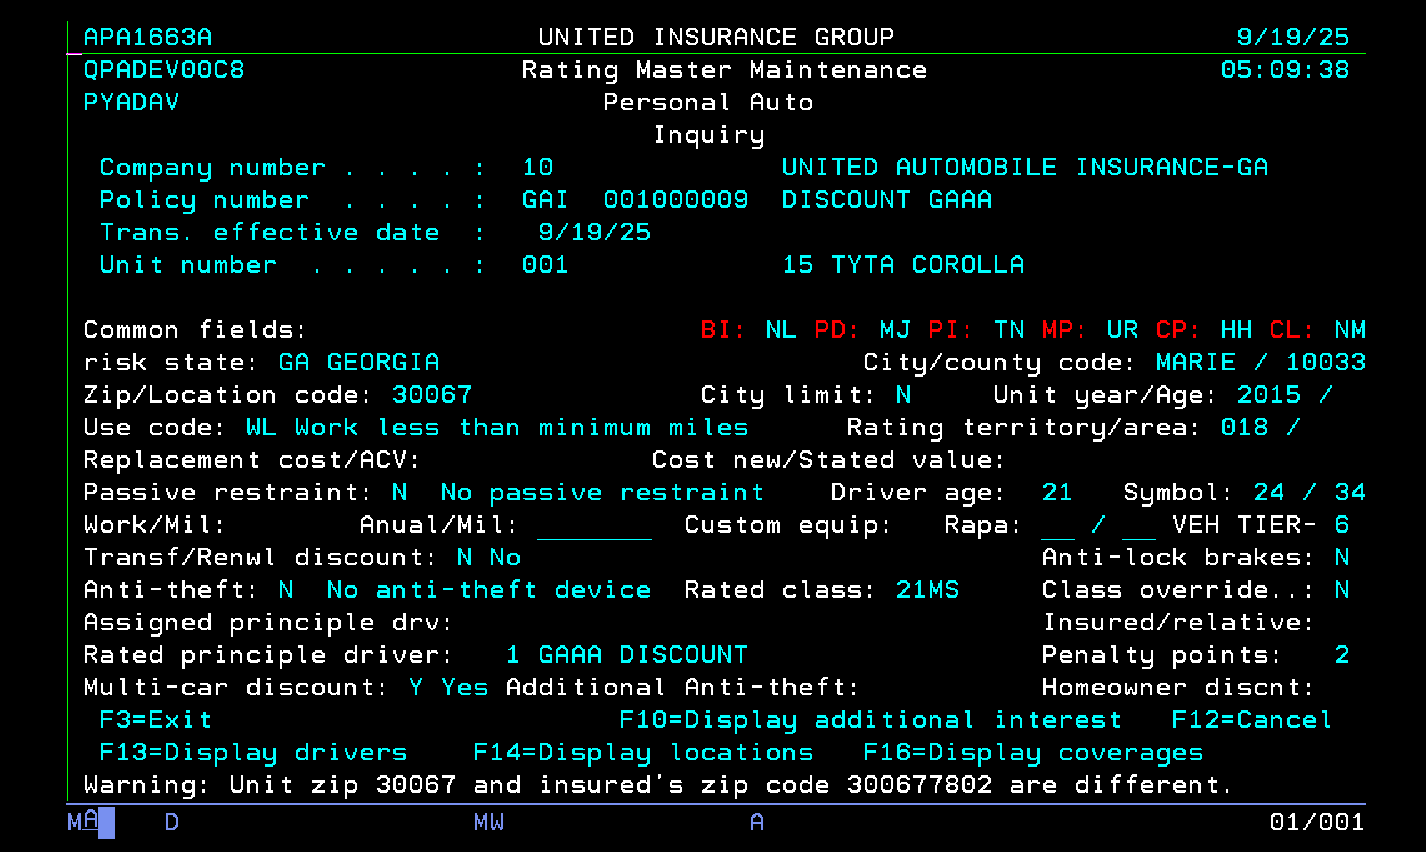 APA1663A UNITED INSURANCE GROUP 9/19/25
QPADEV00C8 Rating Master Maintenance 05:09:38
PYADAV Personal Auto
Inquiry
Company number . . . . : 10 UNITED AUTOMOBILE INSURANCE-GA
Policy number . . . . : GAI 001000009 DISCOUNT GAAA
Trans. effective date : 9/19/25
Unit number . . . . . : 001 15 TYTA COROLLA
Common fields: BI: NL PD: MJ PI: TN MP: UR CP: HH CL: NM
risk state: GA GEORGIA City/county code: MARIE / 10033
Zip/Location code: 30067 City limit: N Unit year/Age: 2015 /
Use code: WL Work less than minimum miles Rating territory/area: 018 /
Replacement cost/ACV: Cost new/Stated value:
Passive restraint: N No passive restraint Driver age: 21 Symbol: 24 / 34
Work/Mil: Anual/Mil: _______ Custom equip: Rapa: __ / __ VEH TIER- 6
Transf/Renwl discount: N No Anti-lock brakes: N
Anti-theft: N No anti-theft device Rated class: 21MS Class override..: N
Assigned principle drv: Insured/relative:
Rated principle driver: 1 GAAA DISCOUNT Penalty points: 2
Multi-car discount: Y Yes Additional Anti-theft: Homeowner discnt:
F3=Exit F10=Display additional interest F12=Cancel
F13=Display drivers F14=Display locations F16=Display coverages
Warning: Unit zip 30067 and insured's zip code 300677802 are different.
MA D MW A 01/001